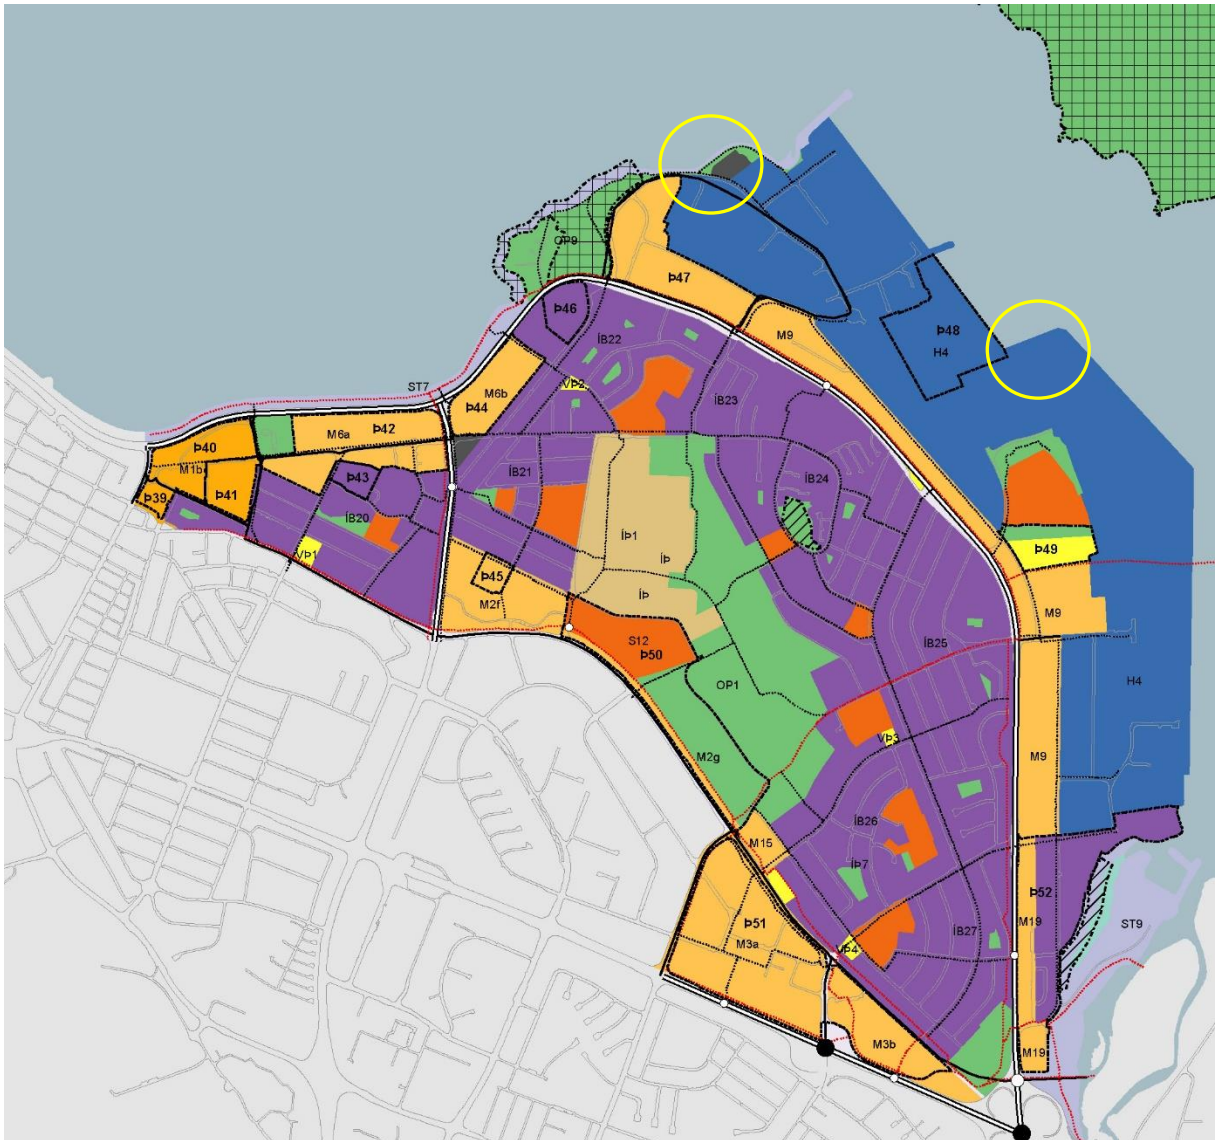 OP9
Þ47
Þ46
M9
Þ48
H4
ÍB22
ST7
VÞ2
M6b
Þ44
ÍB23
Þ40
M6a
Þ42
M1b
Þ43
ÍB21
ÍB24
Þ39
Þ41
ÍB20
ÍÞ1
VÞ1
ÍÞ
Þ49
Þ45
ÍÞ
M2f
M9
S12
Þ50
ÍB25
OP1
H4
M2g
VÞ3
M9
ÍB26
M15
ÍÞ7
Þ52
Þ51
M19
ST9
M3a
VÞ4
ÍB27
M3b
M19